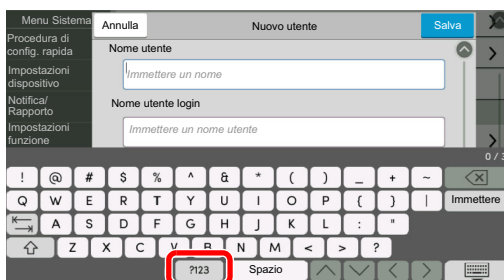 Menu Sistema
Annulla
Nuovo utente
Salva
Procedura di
config. rapida
Nome utente
Immettere un nome
Impostazioni
dispositivo
Notifica/
Rapporto
Nome utente login
Immettere un nome utente
Impostazioni
funzione
0 / 3
! @ # $ % ^ & * ( ) _ + ~
Q W E R T Y U I O P { } | Immettere
A S D F G H J K L : "
Z X C V B N M < > ?
?123 Spazio